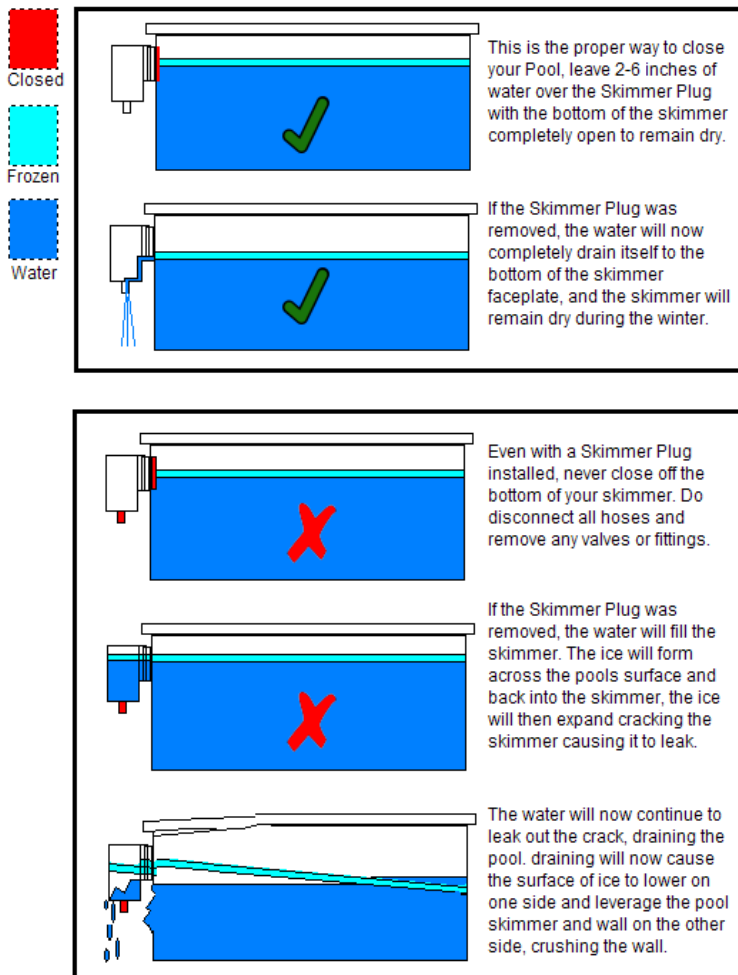 Closed
Frozen
Water
This is the proper way to close
your Pool, leave 2-6 inches of
water over the Skimmer Plug
with the bottom of the skimmer
completely open to remain dry.
If the Skimmer Plug was
removed, the water will now
completely drain itself to the
bottom of the skimmer
faceplate, and the skimmer will
remain dry during the winter.
Even with a Skimmer Plug
installed, never close off the
bottom of your skimmer. Do
disconnect all hoses and
remove any valves or fittings.
If the Skimmer Plug was
removed, the water will fill the
skimmer. The ice will form
across the pools surface and
back into the skimmer, the ice
will then expand cracking the
skimmer causing it to leak.
The water will now continue to
leak out the crack, draining the
pool. draining will now cause
the surface of ice to lower on
one side and leverage the pool
skimmer and wall on the other
side, crushing the wall.